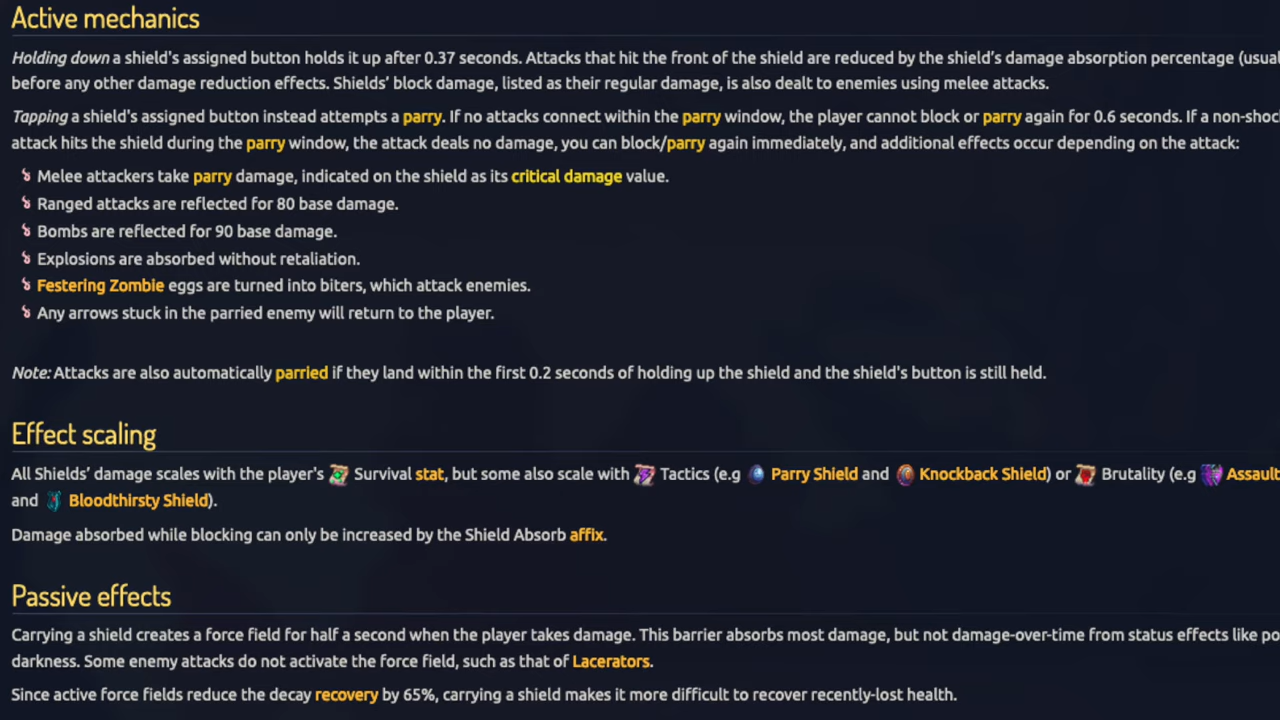 Active mechanics
Holding down a shield's assigned button holds it up after 0.37 seconds. Attacks that hit the front of the shield are reduced by the shield's damage absorption percentage
before any other damage reduction effects. Shields' block damage, listed as their regular damage, is also dealt to enemies using melee attacks.
Tapping a shield's assigned button instead attempts a parry. If no attacks connect within the parry window, the player cannot block or parry again for 0.6 seconds. If a
attack hits the shield during the parry window, the attack deals no damage, you can block/parry again immediately, and additional effects occur depending on the attack:
Melee attackers take parry damage, indicated on the shield as its critical damage value.
Ranged attacks are reflected for 80 base damage.
Bombs are reflected for 90 base damage.
Explosions are absorbed without retaliation.
Festering Zombie eggs are turned into biters, which attack enemies.
Any arrows stuck in the parried enemy will return to the player.
Note: Attacks are also automatically parried if they land within the first 0.2 seconds of holding up the shield and the shield's button is still held.
Effect scaling
All Shields' damage scales with the player's Survival stat, but some also scale with Tactics (e.g Parry Shield and Knockback Shield) or Brutality (e.g Assault
and Bloodthirsty Shield).
Damage absorbed while blocking can only be increased by the Shield Absorb affix.
Passive effects
Carrying a shield creates a force field for half a second when the player takes damage. This barrier absorbs most damage, but not damage-over-time from status effects like
darkness. Some enemy attacks do not activate the force field, such as that of Lacerators.
Since active force fields reduce the decay recovery by 65%, carrying a shield makes it more difficult to recover recently-lost health.